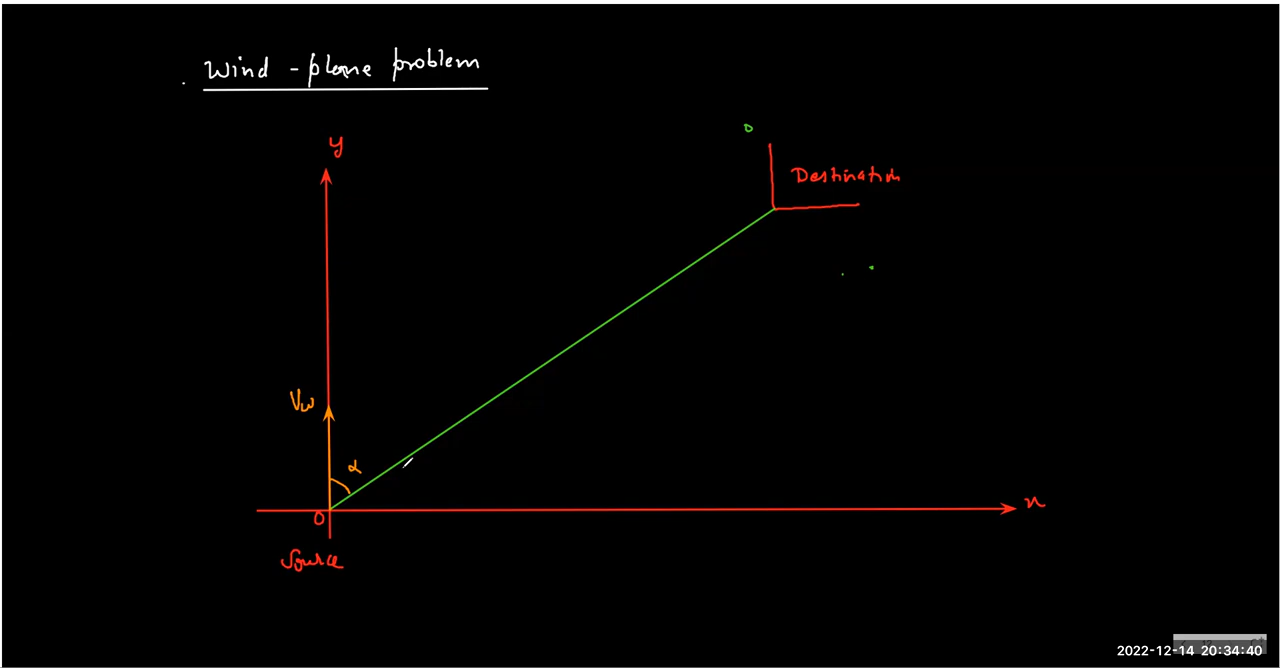 Wind - plane problem
y
Destination
Vw
α
x
O
Source
2022-12-14 20:34:40